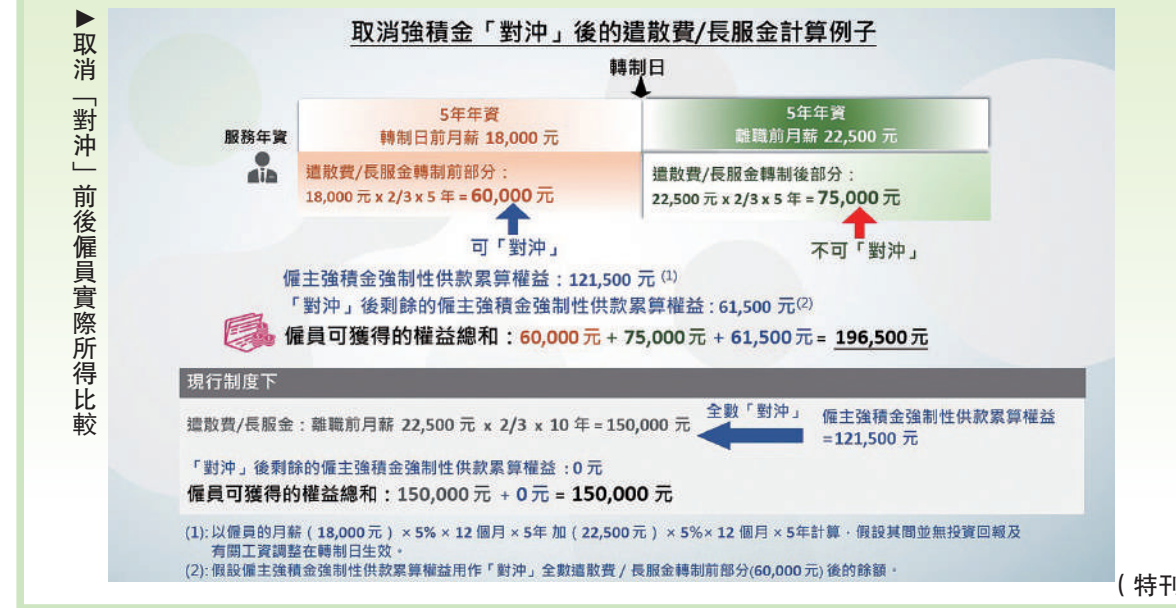 ▶取消「對沖」前後僱員實際所得比較
取消強積金「對沖」後的遣散費/長服金計算例子
轉制日
服務年資
5年年資
轉制日前月薪 18,000 元
5年年資
離職前月薪 22,500 元
遣散費/長服金轉制前部分:
18,000 元 x 2/3 x 5 年 = 60,000 元
遣散費/長服金轉制後部分:
22,500 元 x 2/3 x 5 年 = 75,000 元
可「對沖」
不可「對沖」
僱主強積金強制性供款累算權益:121,500 元 (1)
「對沖」後剩餘的僱主強積金強制性供款累算權益:61,500 元(2)
僱員可獲得的權益總和:60,000 元 + 75,000 元 + 61,500 元 = 196,500 元
現行制度下
遣散費/長服金:離職前月薪 22,500 元 x 2/3 x 10 年 = 150,000 元
全數「對沖」
僱主強積金強制性供款累算權益
=121,500 元
「對沖」後剩餘的僱主強積金強制性供款累算權益:0 元
僱員可獲得的權益總和:150,000 元 + 0 元 = 150,000 元
(1): 以僱員的月薪(18,000元)× 5% × 12 個月 × 5年 加(22,500元)× 5%× 12 個月 × 5年計算,假設其間並無投資回報及
有關工資調整在轉制日生效。
(2): 假設僱主強積金強制性供款累算權益用作「對沖」全數遣散費 / 長服金轉制前部分(60,000元) 後的餘額。
(特刊